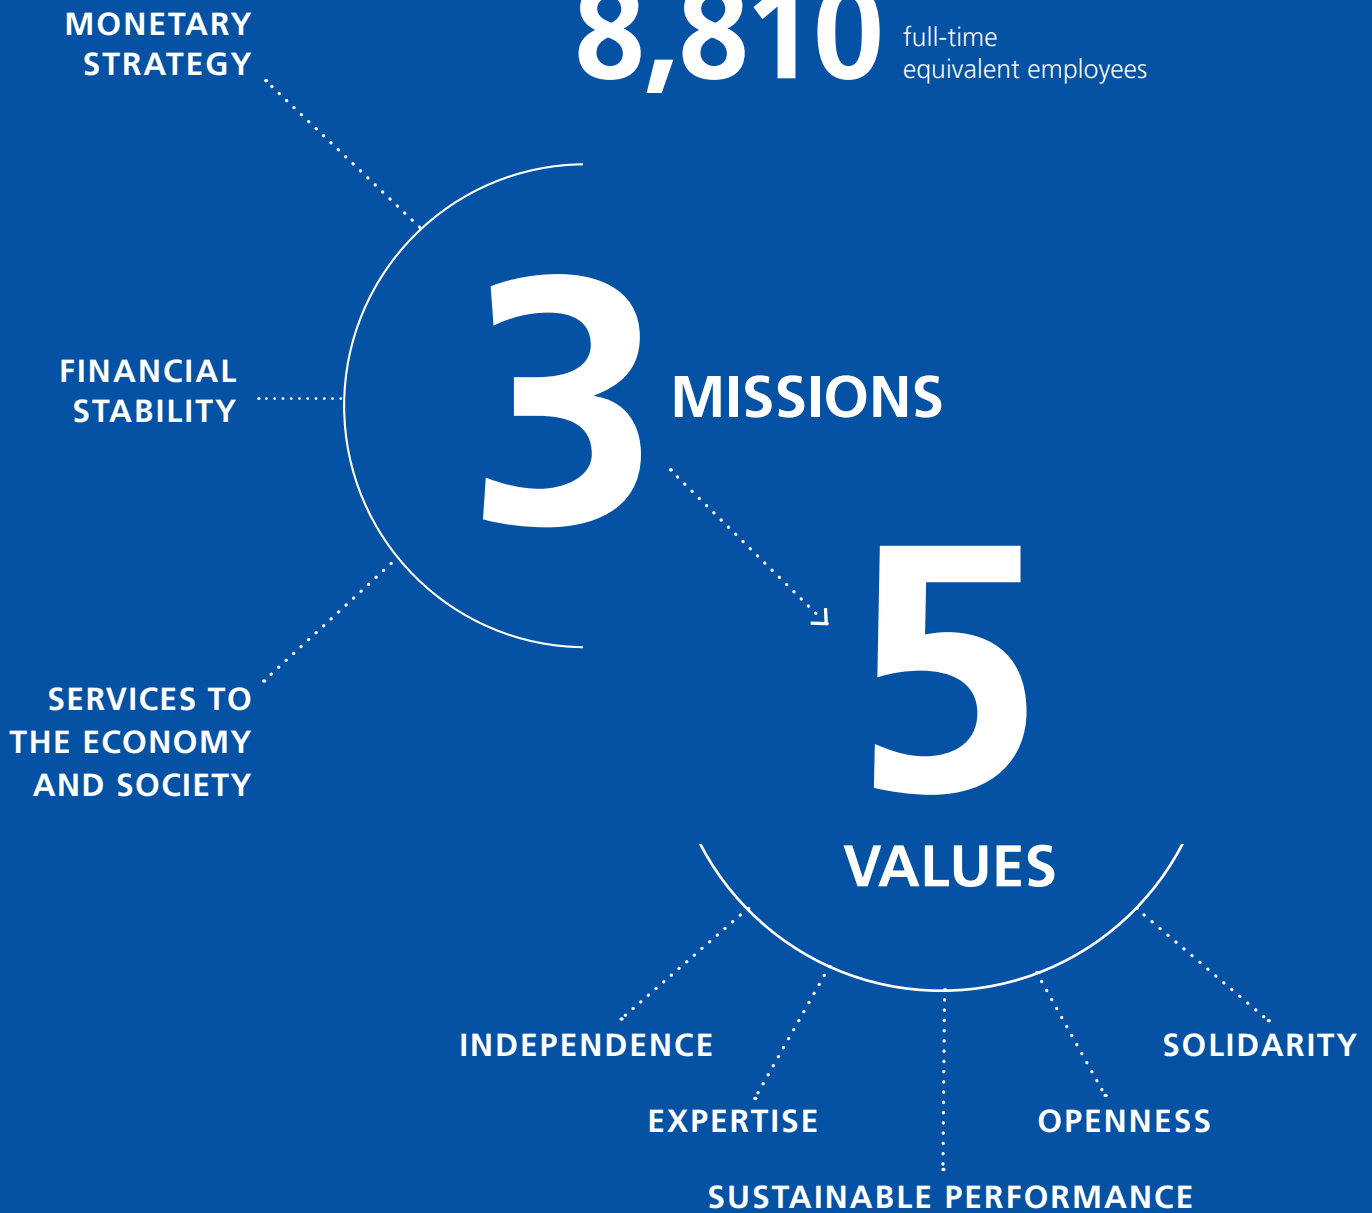 MONETARY
STRATEGY
8,810
full-time
equivalent employees
FINANCIAL
STABILITY
3
MISSIONS
SERVICES TO
THE ECONOMY
AND SOCIETY
5
VALUES
INDEPENDENCE
EXPERTISE
SUSTAINABLE PERFORMANCE
OPENNESS
SOLIDARITY